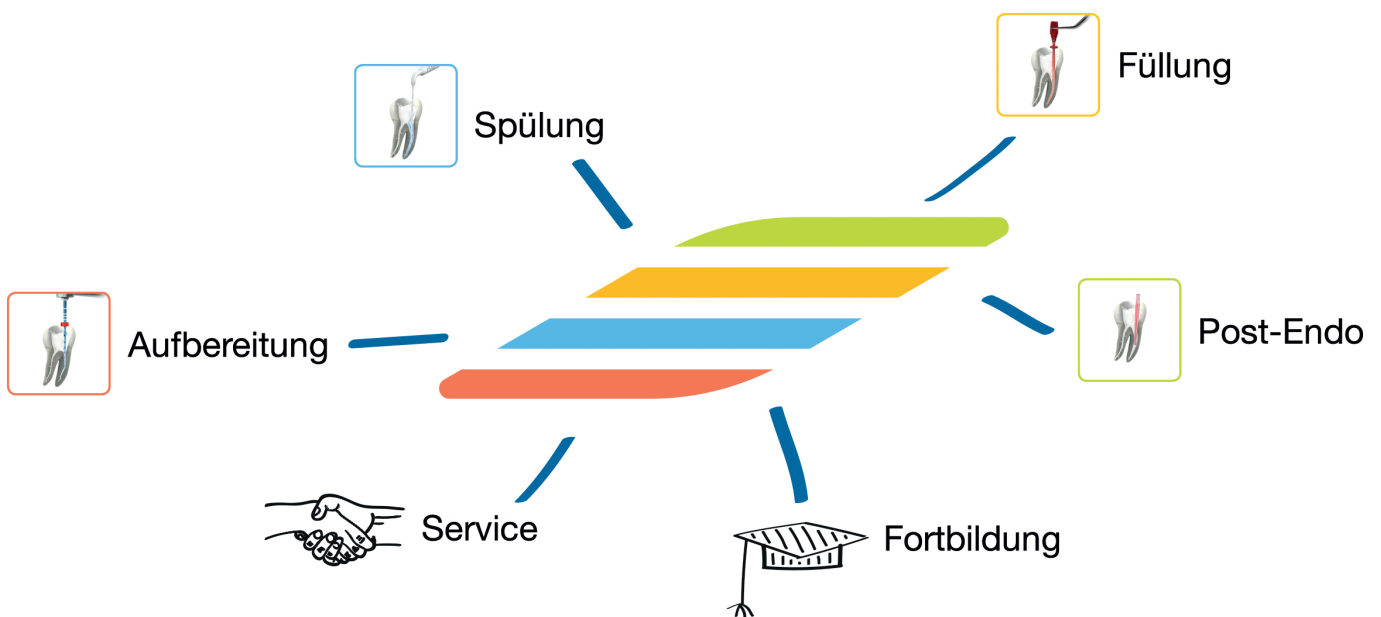 Füllung
Spülung
Aufbereitung
Post-Endo
Service
Fortbildung